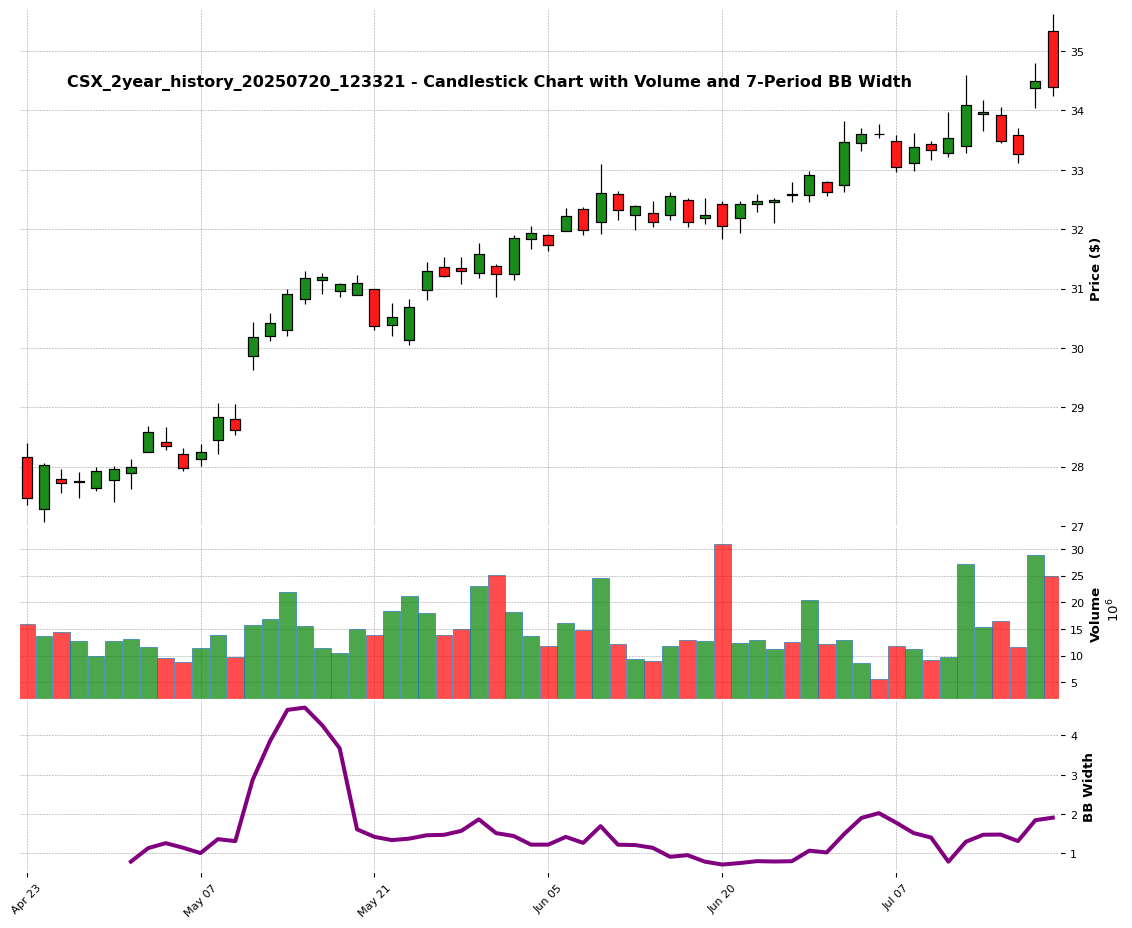 CSX_2year_history_20250720_123321 - Candlestick Chart with Volume and 7-Period BB Width
35
34
33
32
31
30
29
28
27
Price ($)
30
25
20
15
10
5
Volume
10^6
4
3
2
1
BB Width
Apr 23
May 07
May 21
Jun 05
Jun 20
Jul 07